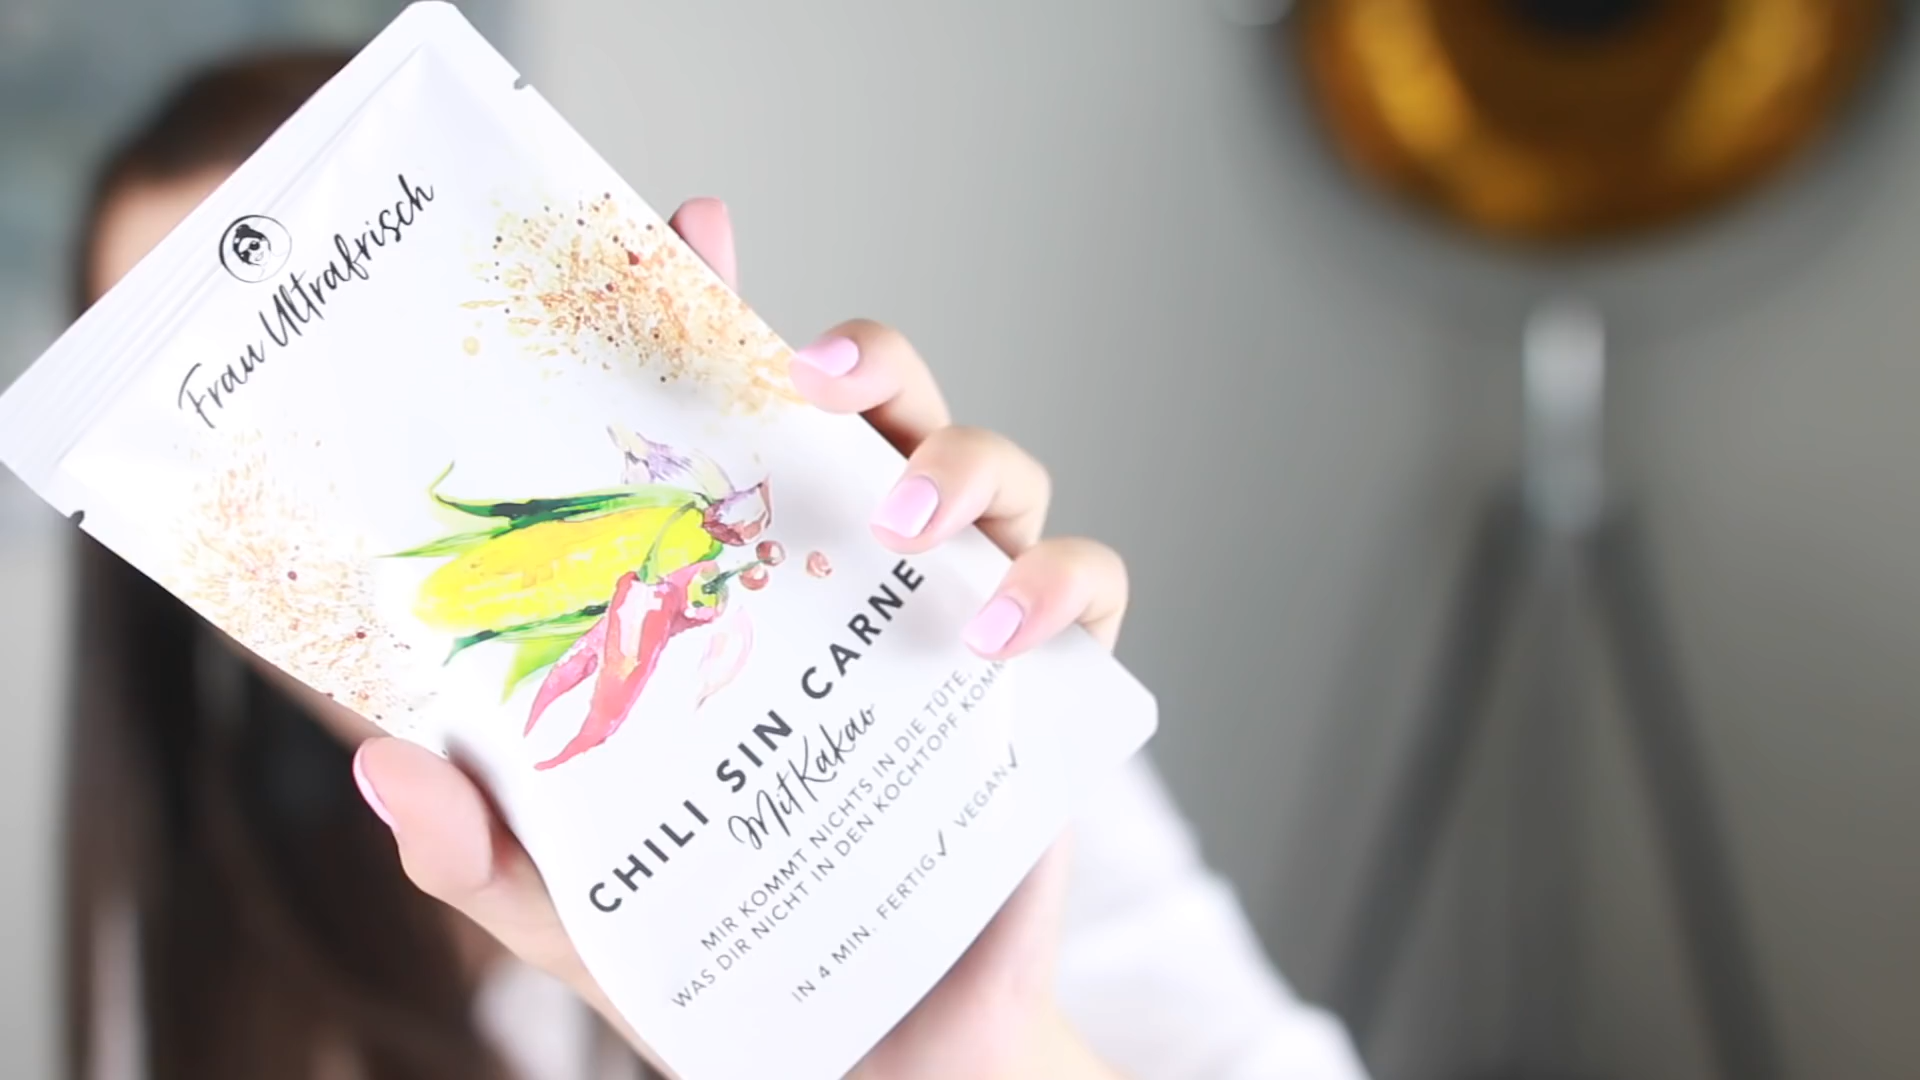 Frau Ultrafrisch
CHILI SIN CARNE
Mit Kakao
MIR KOMMT NICHTS IN DIE TÜTE,
WAS DIR NICHT IN DEN KOCHTOPF
IN 4 MIN. FERTIG✓ VEGAN✓